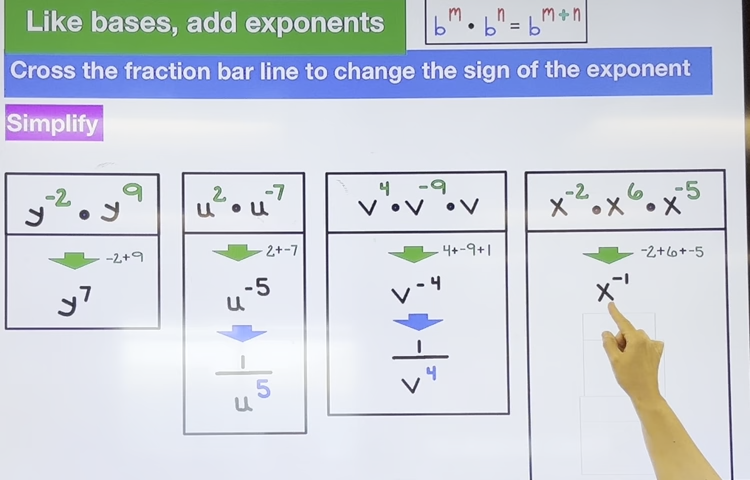 Like bases, add exponents
b^m • b^n = b^{m+n}
Cross the fraction bar line to change the sign of the exponent
Simplify
y^{-2} • y^9
-2+9
y^7
u^2 • u^{-7}
2+-7
u^{-5}
1
u^5
v^4 • v^{-9} • v
4+-9+1
v^{-4}
1
v^4
x^{-2} • x^6 • x^{-5}
-2+6+-5
x^{-1}